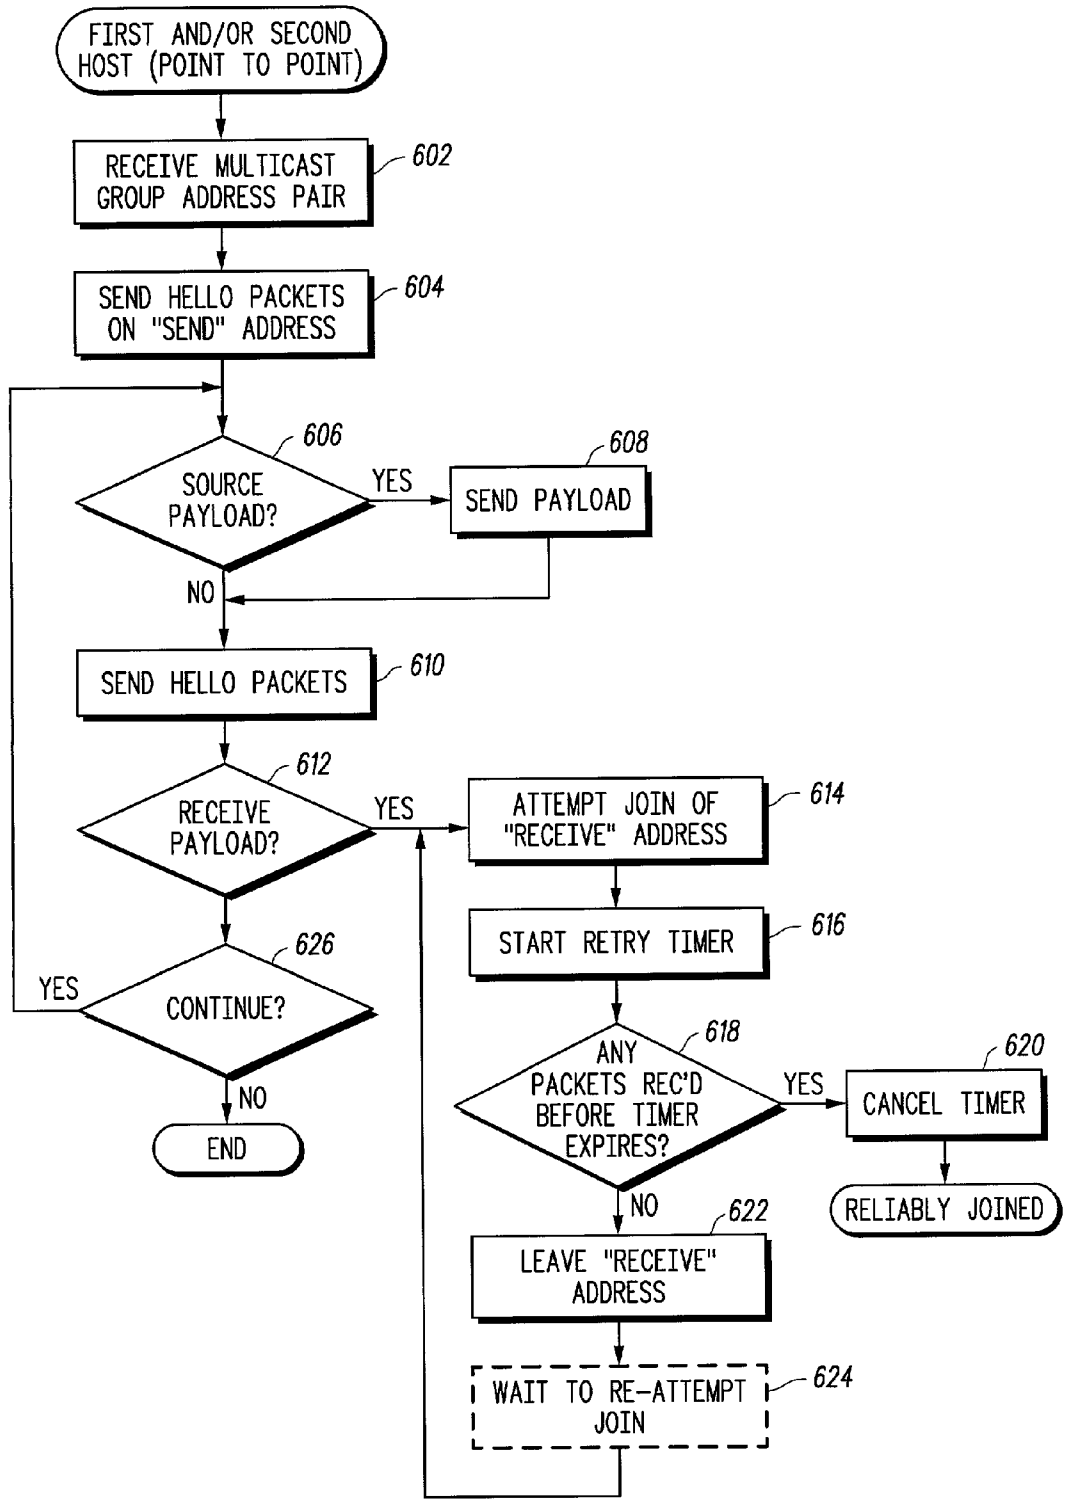 FIRST AND/OR SECOND
HOST (POINT TO POINT)
RECEIVE MULTICAST
GROUP ADDRESS PAIR
602
SEND HELLO PACKETS
ON "SEND" ADDRESS
604
SOURCE
PAYLOAD?
606
YES
SEND PAYLOAD
608
NO
SEND HELLO PACKETS
610
RECEIVE
PAYLOAD?
612
YES
ATTEMPT JOIN OF
"RECEIVE" ADDRESS
614
START RETRY TIMER
616
CONTINUE?
626
YES
NO
END
ANY
PACKETS REC'D
BEFORE TIMER
EXPIRES?
618
YES
CANCEL TIMER
620
RELIABLY JOINED
NO
LEAVE "RECEIVE"
ADDRESS
622
WAIT TO RE-ATTEMPT
JOIN
624